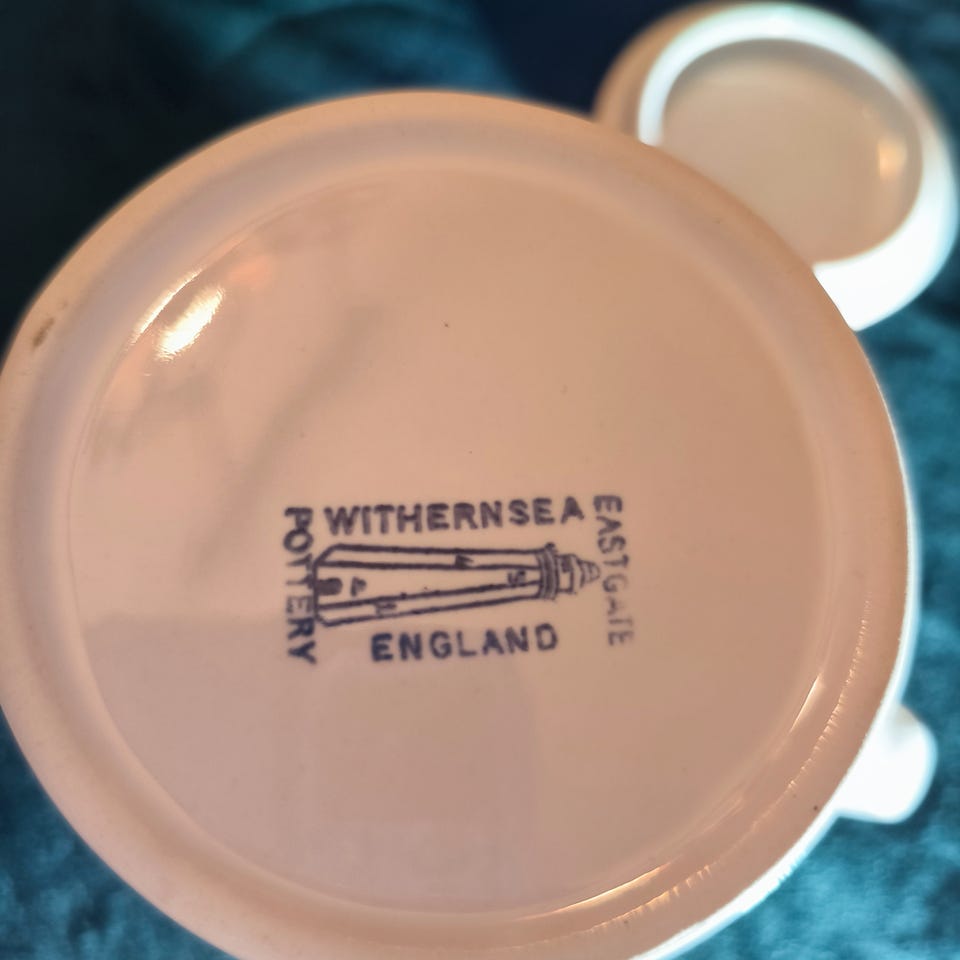 EASTGATE
WITHERNSEA
POTTERY
ENGLAND